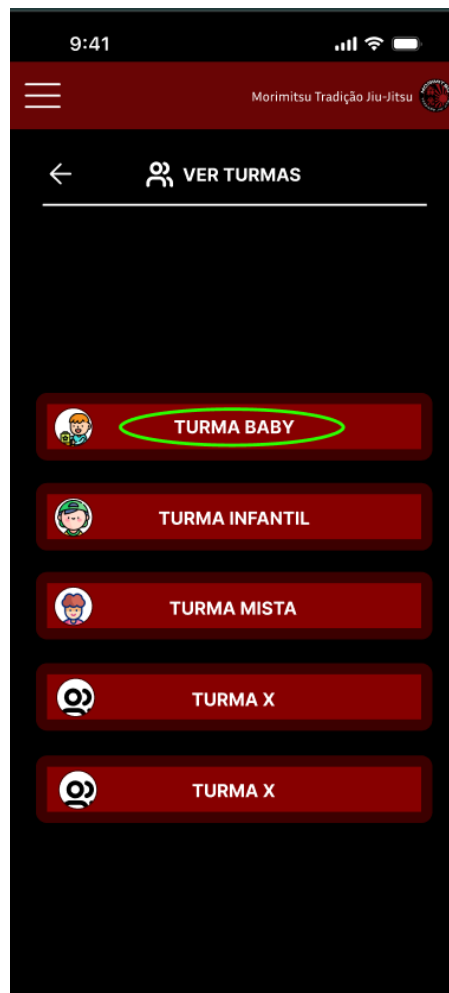 9:41
Morimitsu Tradição Jiu-Jitsu
VER TURMAS
TURMA BABY
TURMA INFANTIL
TURMA MISTA
TURMA X
TURMA X